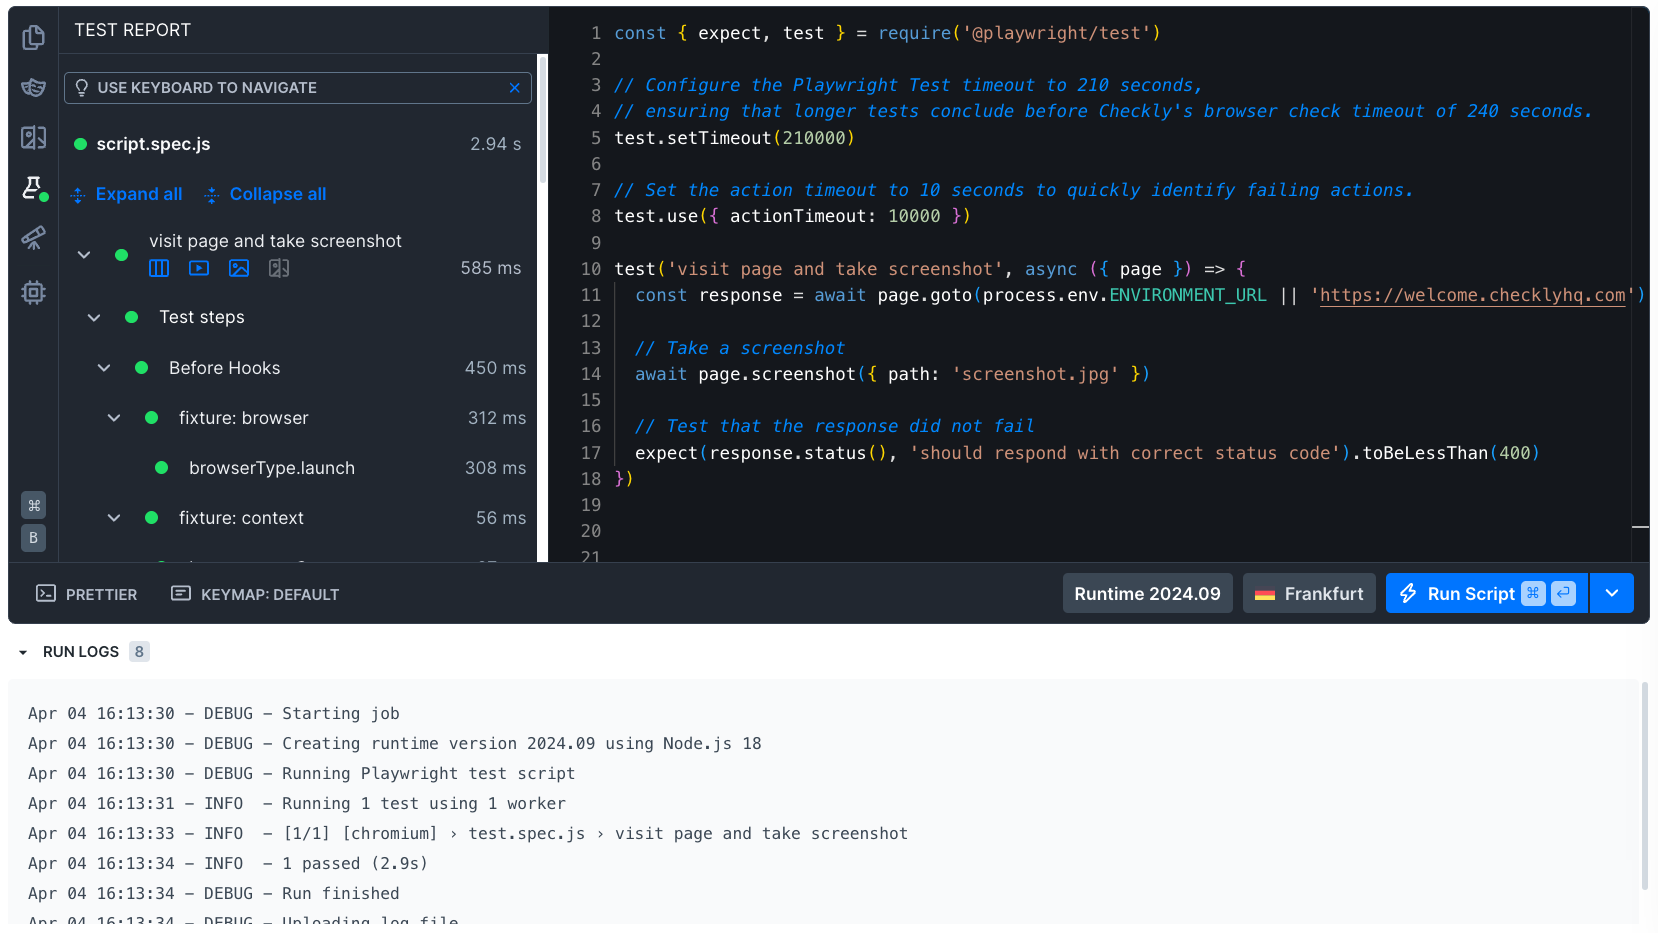 TEST REPORT
USE KEYBOARD TO NAVIGATE
script.spec.js 2.94 s
Expand all Collapse all
visit page and take screenshot
585 ms
Test steps
Before Hooks 450 ms
fixture: browser 312 ms
browserType.launch 308 ms
fixture: context 56 ms
⌘
B
1 const { expect, test } = require('@playwright/test')
2
3 // Configure the Playwright Test timeout to 210 seconds,
4 // ensuring that longer tests conclude before Checkly's browser check timeout of 240 seconds.
5 test.setTimeout(210000)
6
7 // Set the action timeout to 10 seconds to quickly identify failing actions.
8 test.use({ actionTimeout: 10000 })
9
10 test('visit page and take screenshot', async ({ page }) => {
11 const response = await page.goto(process.env.ENVIRONMENT_URL || 'https://welcome.checklyhq.com')
12
13 // Take a screenshot
14 await page.screenshot({ path: 'screenshot.jpg' })
15
16 // Test that the response did not fail
17 expect(response.status(), 'should respond with correct status code').toBeLessThan(400)
18 })
19
20
21
PRETTIER KEYMAP: DEFAULT Runtime 2024.09 Frankfurt Run Script ⌘ ⏎
RUN LOGS 8
Apr 04 16:13:30 – DEBUG – Starting job
Apr 04 16:13:30 – DEBUG – Creating runtime version 2024.09 using Node.js 18
Apr 04 16:13:30 – DEBUG – Running Playwright test script
Apr 04 16:13:31 – INFO – Running 1 test using 1 worker
Apr 04 16:13:33 – INFO – [1/1] [chromium] › test.spec.js › visit page and take screenshot
Apr 04 16:13:34 – INFO – 1 passed (2.9s)
Apr 04 16:13:34 – DEBUG – Run finished
Apr 04 16:13:34 – DEBUG – Uploading log file